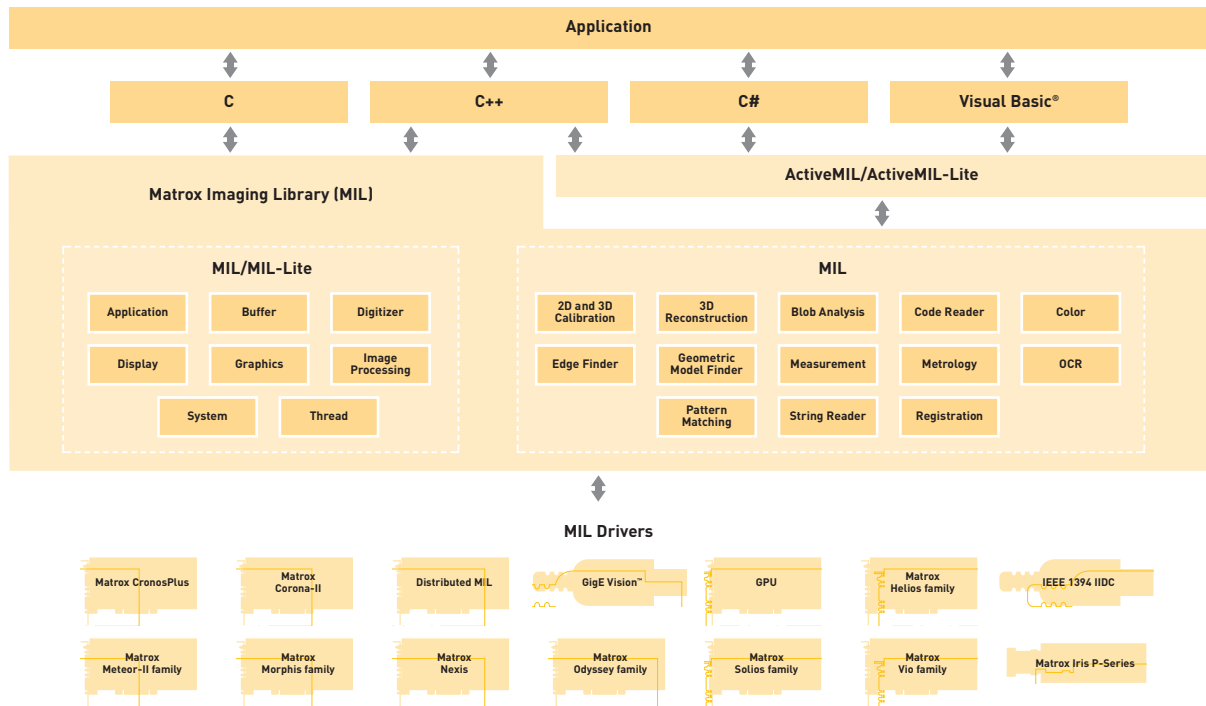 Application
C
C++
C#
Visual Basic®
Matrox Imaging Library (MIL)
ActiveMIL/ActiveMIL-Lite
MIL/MIL-Lite
Application
Buffer
Digitizer
Display
Graphics
Image
Processing
System
Thread
MIL
2D and 3D
Calibration
3D
Reconstruction
Blob Analysis
Code Reader
Color
Edge Finder
Geometric
Model Finder
Measurement
Metrology
OCR
Pattern
Matching
String Reader
Registration
MIL Drivers
Matrox CronosPlus
Matrox
Corona-II
Distributed MIL
GigE Vision™
GPU
Matrox
Helios family
IEEE 1394 IIDC
Matrox
Meteor-II family
Matrox
Morphis family
Matrox
Nexis
Matrox
Odyssey family
Matrox
Solios family
Matrox
Vio family
Matrox Iris P-Series